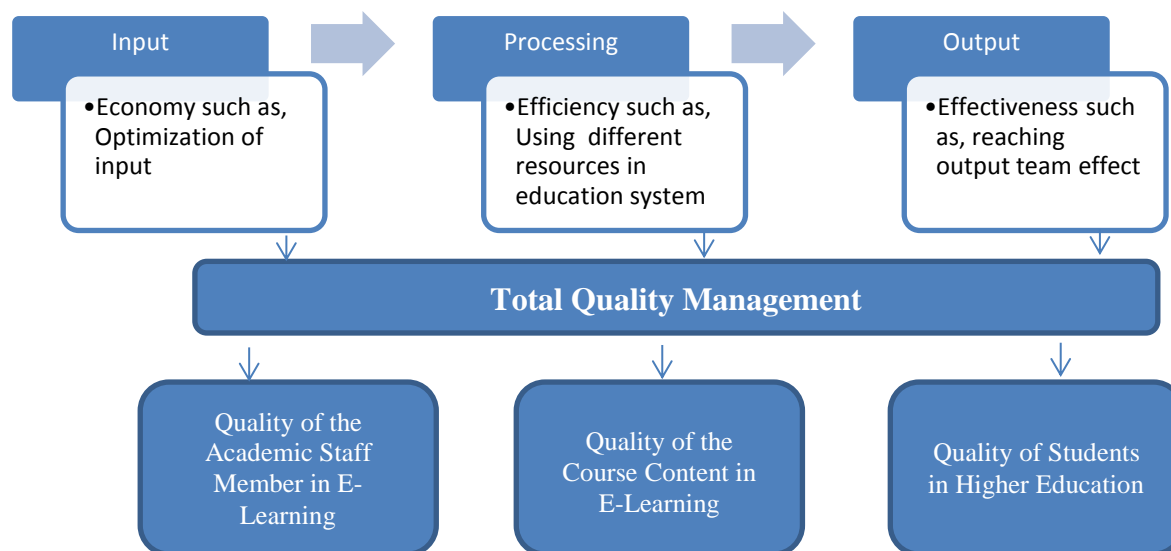 Input
Processing
Output
•Economy such as,
Optimization of
input
•Efficiency such as,
Using different
resources in
education system
•Effectiveness such
as, reaching
output team effect
Total Quality Management
Quality of the
Academic Staff
Member in E-
Learning
Quality of the
Course Content in
E-Learning
Quality of Students
in Higher Education